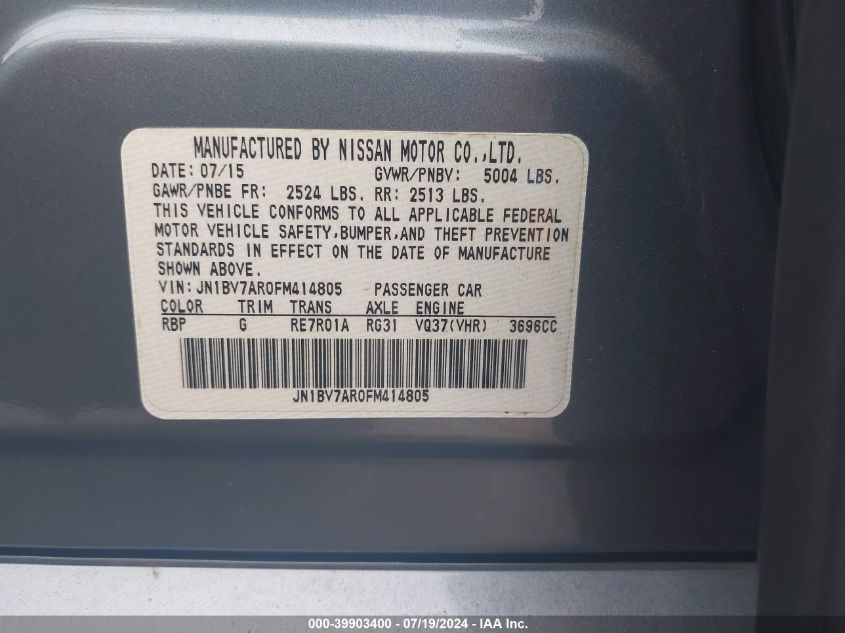 MANUFACTURED BY NISSAN MOTOR CO.,LTD.
DATE: 07/15 GVWR/PNBV: 5004 LBS.
GAWR/PNBE FR: 2524 LBS. RR: 2513 LBS.
THIS VEHICLE CONFORMS TO ALL APPLICABLE FEDERAL
MOTOR VEHICLE SAFETY,BUMPER,AND THEFT PREVENTION
STANDARDS IN EFFECT ON THE DATE OF MANUFACTURE
SHOWN ABOVE.
VIN: JN1BV7AR0FM414805 PASSENGER CAR
COLOR TRIM TRANS AXLE ENGINE
RBP G RE7R01A RG31 VQ37(VHR) 3696CC
JN1BV7AR0FM414805
000-39903400 - 07/19/2024 - IAA Inc.